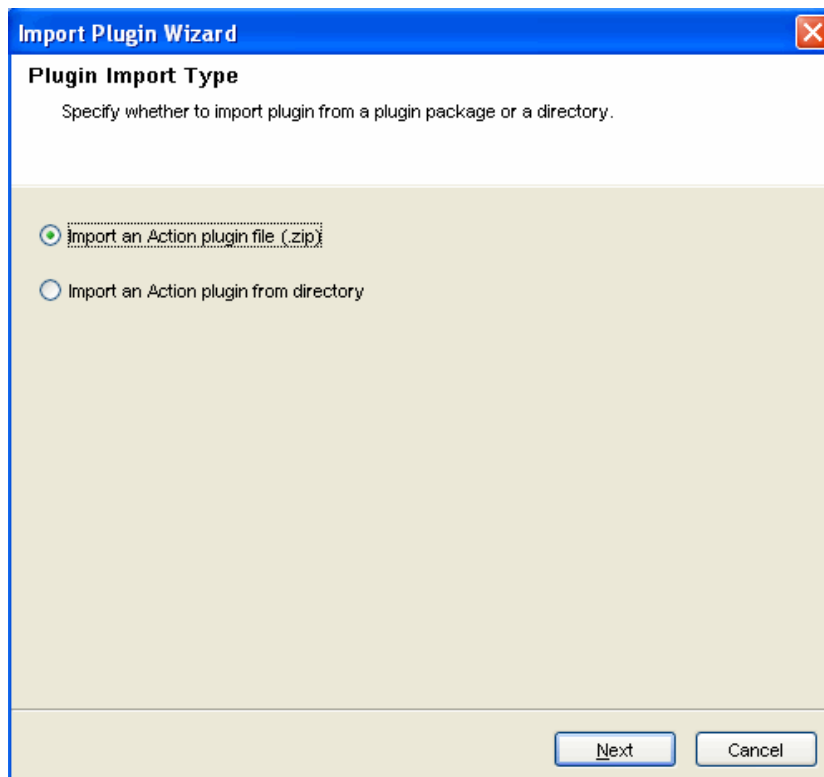 Import Plugin Wizard
Plugin Import Type
Specify whether to import plugin from a plugin package or a directory.
Import an Action plugin file (.zip)
Import an Action plugin from directory
Next Cancel